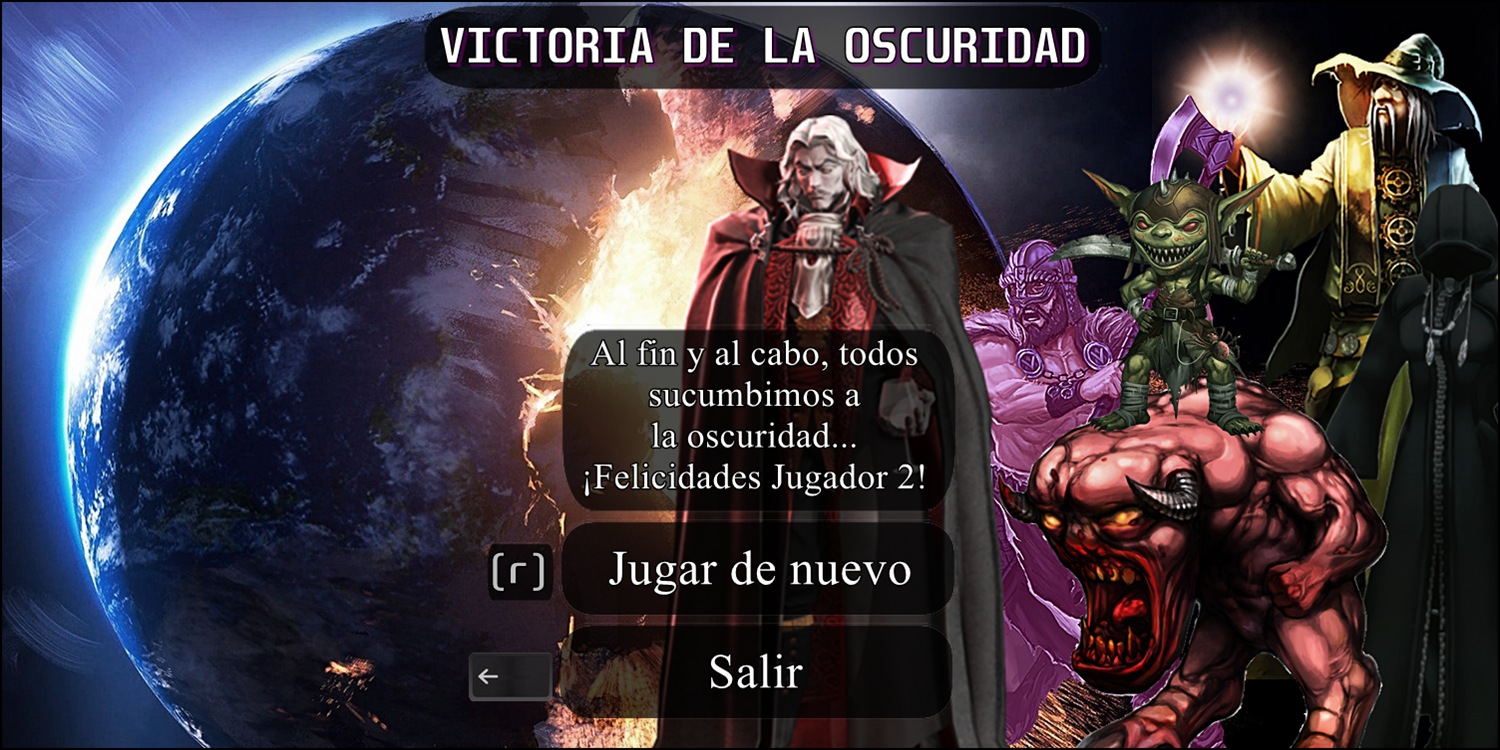 VICTORIA DE LA OSCURIDAD
Al fin y al cabo, todos
sucumbimos a
la oscuridad...
¡Felicidades Jugador 2!
[r]
Jugar de nuevo
←
Salir